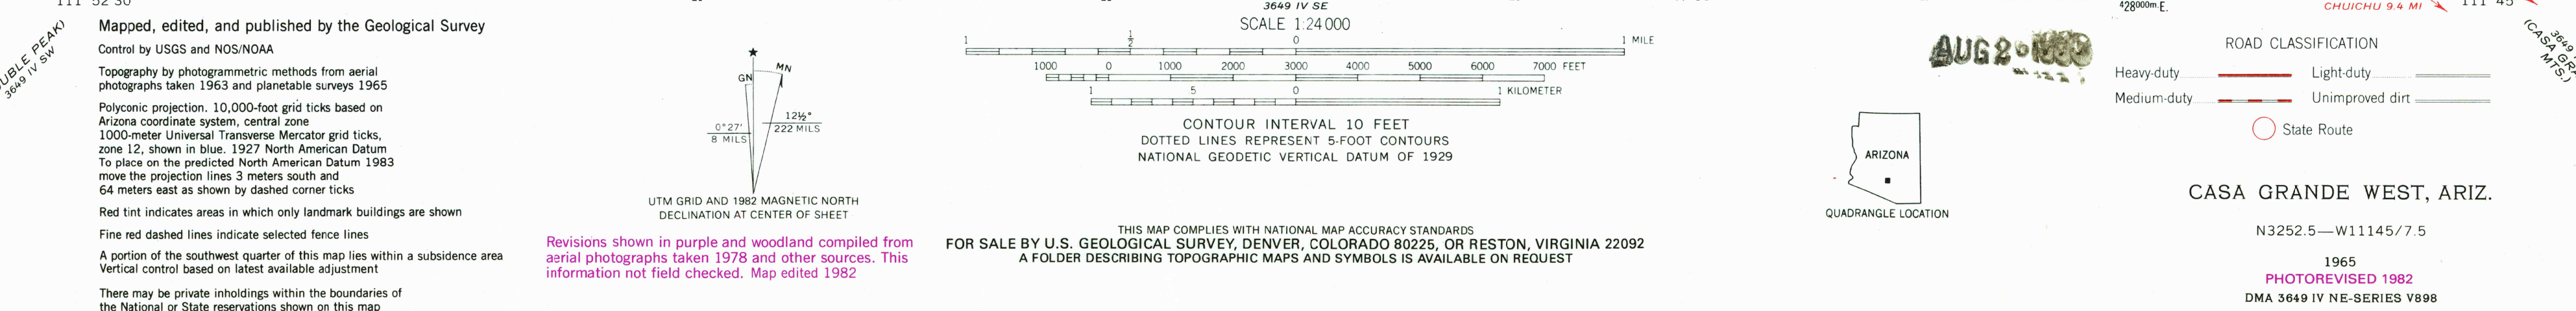 111 52 30
Mapped, edited, and published by the Geological Survey
Control by USGS and NOS/NOAA
Topography by photogrammetric methods from aerial
photographs taken 1963 and planetable surveys 1965
Polyconic projection. 10,000-foot grid ticks based on
Arizona coordinate system, central zone
1000-meter Universal Transverse Mercator grid ticks,
zone 12, shown in blue. 1927 North American Datum
To place on the predicted North American Datum 1983
move the projection lines 3 meters south and
64 meters east as shown by dashed corner ticks
Red tint indicates areas in which only landmark buildings are shown
Fine red dashed lines indicate selected fence lines
A portion of the southwest quarter of this map lies within a subsidence area
Vertical control based on latest available adjustment
There may be private inholdings within the boundaries of
the National or State reservations shown on this map
UBLE PEAK)
3649 IV SW
GN
MN
0°27'
8 MILS
12½°
222 MILS
UTM GRID AND 1982 MAGNETIC NORTH
DECLINATION AT CENTER OF SHEET
Revisions shown in purple and woodland compiled from
aerial photographs taken 1978 and other sources. This
information not field checked. Map edited 1982
3649 IV SE
SCALE 1:24 000
1 ½ 0 1 MILE
1000 0 1000 2000 3000 4000 5000 6000 7000 FEET
1 5 0 1 KILOMETER
CONTOUR INTERVAL 10 FEET
DOTTED LINES REPRESENT 5-FOOT CONTOURS
NATIONAL GEODETIC VERTICAL DATUM OF 1929
THIS MAP COMPLIES WITH NATIONAL MAP ACCURACY STANDARDS
FOR SALE BY U.S. GEOLOGICAL SURVEY, DENVER, COLORADO 80225, OR RESTON, VIRGINIA 22092
A FOLDER DESCRIBING TOPOGRAPHIC MAPS AND SYMBOLS IS AVAILABLE ON REQUEST
AUG
ARIZONA
QUADRANGLE LOCATION
428000m.E.
CHUICHU 9.4 MI
111 45
(CASA GR
MTS.)
3649
ROAD CLASSIFICATION
Heavy-duty Light-duty
Medium-duty Unimproved dirt
State Route
CASA GRANDE WEST, ARIZ.
N3252.5—W11145/7.5
1965
PHOTOREVISED 1982
DMA 3649 IV NE-SERIES V898